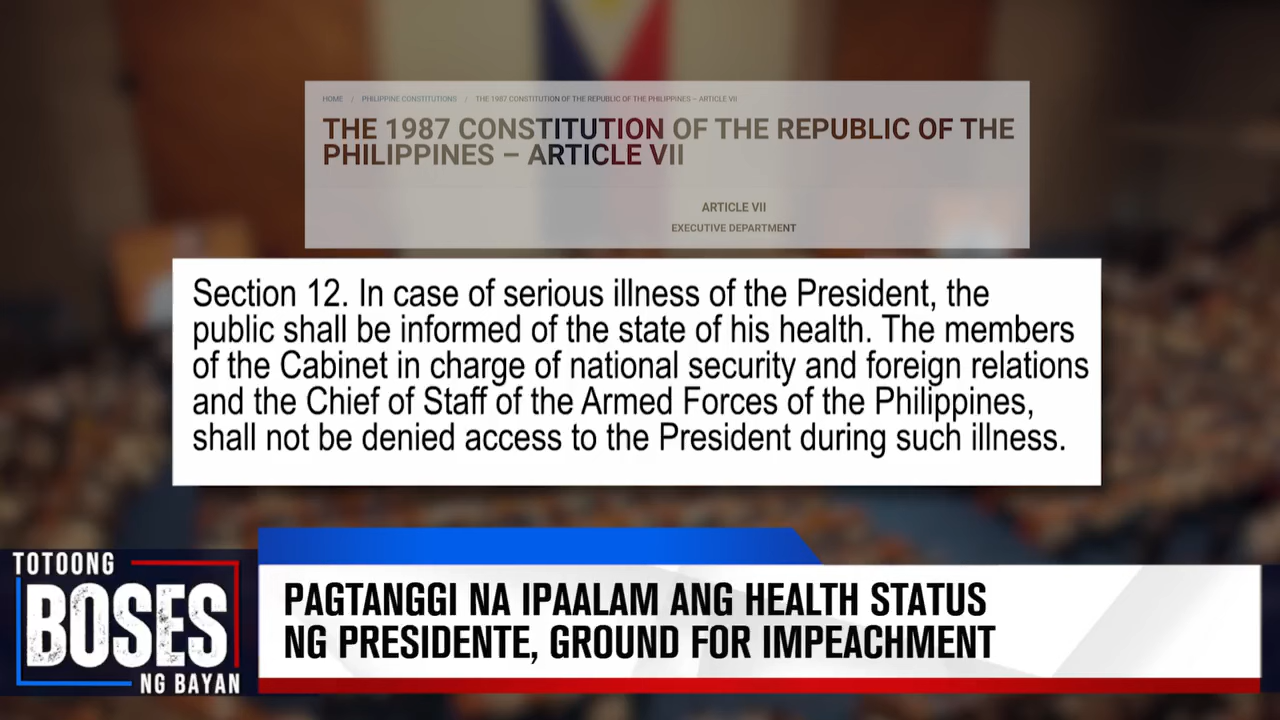 HOME / PHILIPPINE CONSTITUTIONS / THE 1987 CONSTITUTION OF THE REPUBLIC OF THE PHILIPPINES – ARTICLE VII
THE 1987 CONSTITUTION OF THE REPUBLIC OF THE
PHILIPPINES – ARTICLE VII
ARTICLE VII
EXECUTIVE DEPARTMENT
Section 12. In case of serious illness of the President, the
public shall be informed of the state of his health. The members
of the Cabinet in charge of national security and foreign relations
and the Chief of Staff of the Armed Forces of the Philippines,
shall not be denied access to the President during such illness.
TOTOONG
BOSES
NG BAYAN
PAGTANGGI NA IPAALAM ANG HEALTH STATUS
NG PRESIDENTE, GROUND FOR IMPEACHMENT